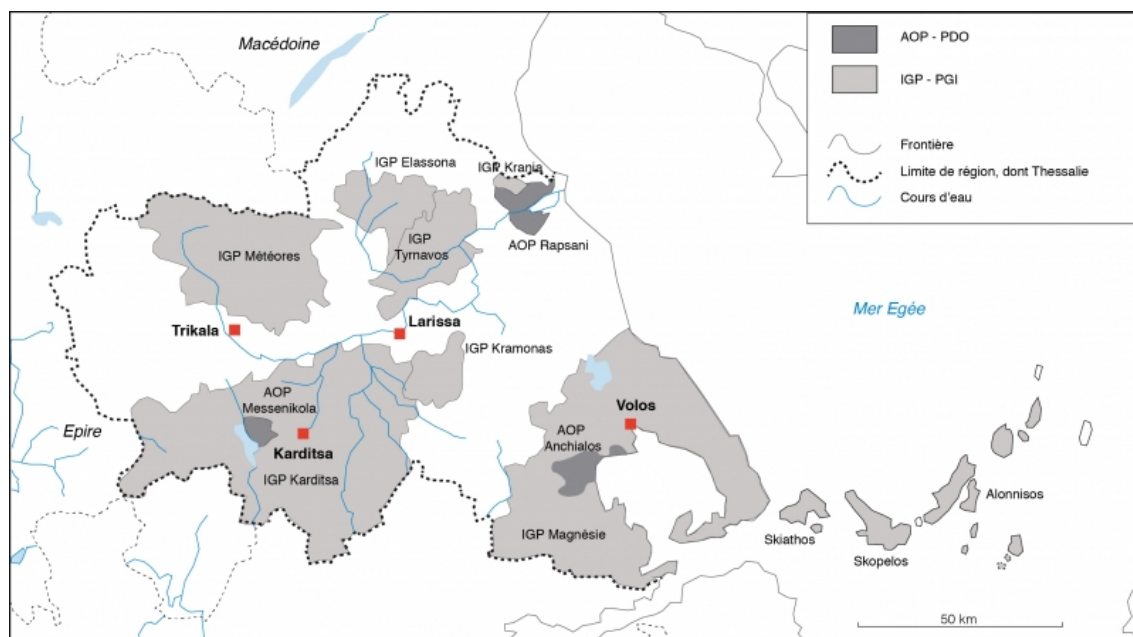 Macédoine
AOP - PDO
IGP - PGI
Frontière
Limite de région, dont Thessalie
Cours d'eau
IGP Elassona
IGP Krania
IGP Météores
IGP
Tyrnavos
AOP Rapsani
Mer Egée
Trikala
Larissa
IGP Kramonas
AOP
Messenikola
Volos
Epire
AOP
Anchialos
Karditsa
IGP Karditsa
Alonnisos
IGP Magnèsie
Skiathos
Skopelos
50 km